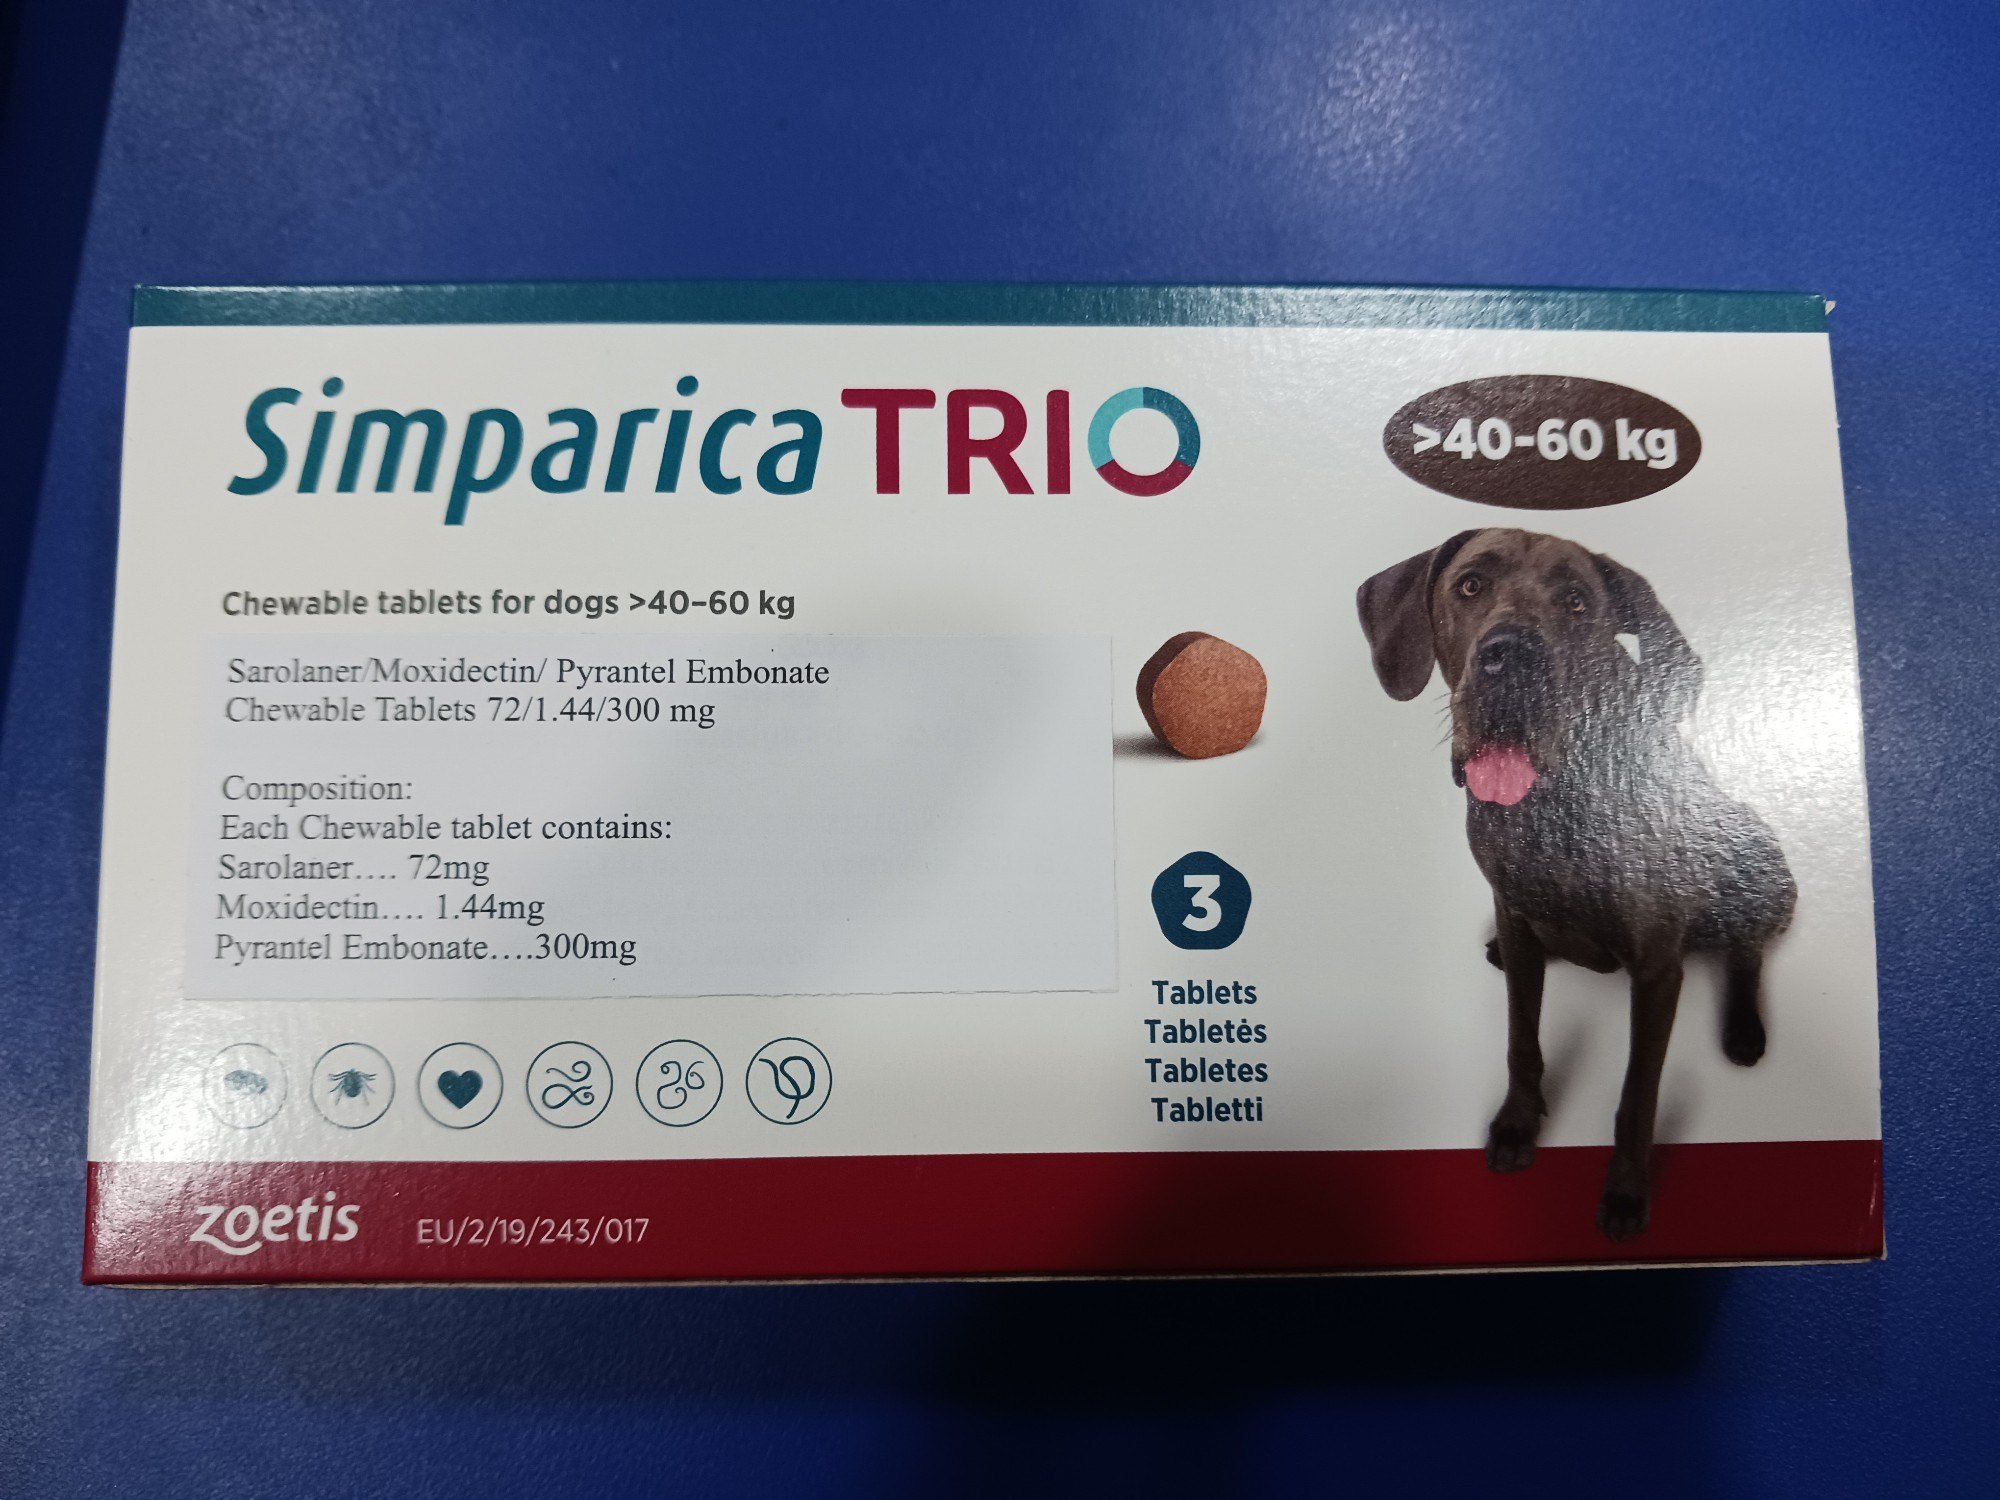 Simparica TRIO
>40-60 kg
Chewable tablets for dogs >40-60 kg
Sarolaner/Moxidectin/ Pyrantel Embonate
Chewable Tablets 72/1.44/300 mg
Composition:
Each Chewable tablet contains:
Sarolaner.... 72mg
Moxidectin.... 1.44mg
Pyrantel Embonate....300mg
3
Tablets
Tabletės
Tabletes
Tabletti
zoetis
EU/2/19/243/017